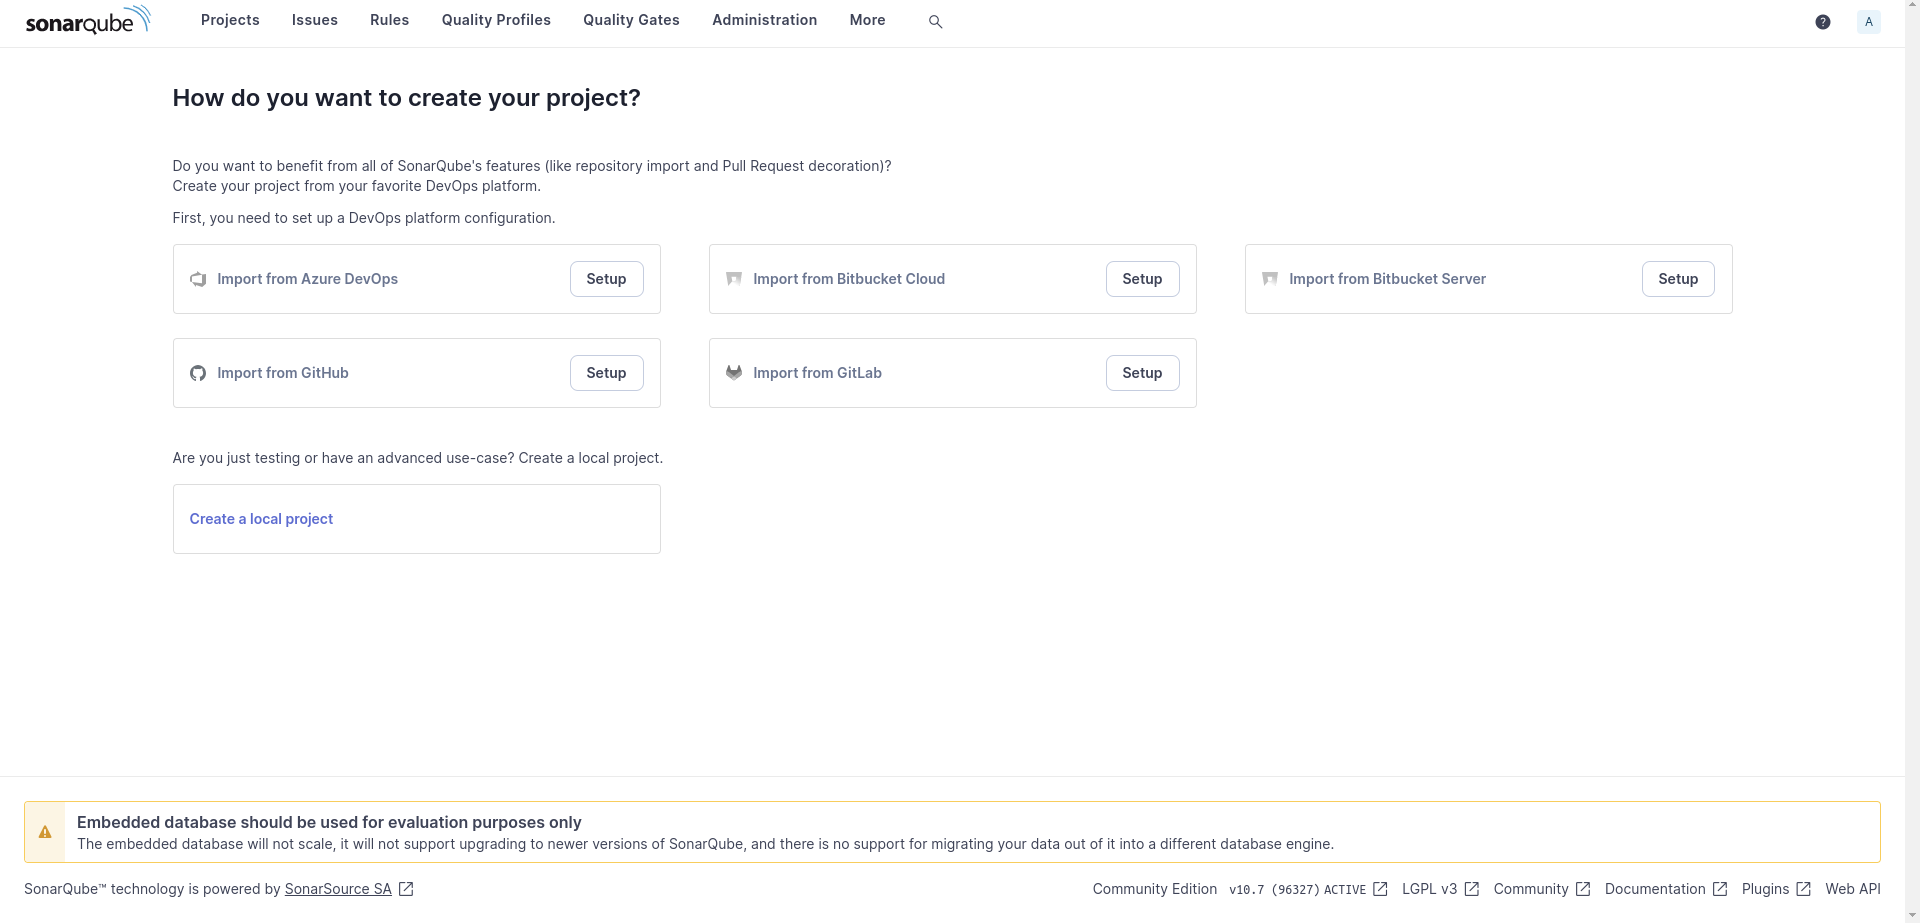 sonarqube Projects Issues Rules Quality Profiles Quality Gates Administration More ? A
How do you want to create your project?
Do you want to benefit from all of SonarQube's features (like repository import and Pull Request decoration)?
Create your project from your favorite DevOps platform.
First, you need to set up a DevOps platform configuration.
Import from Azure DevOps Setup Import from Bitbucket Cloud Setup Import from Bitbucket Server Setup
Import from GitHub Setup Import from GitLab Setup
Are you just testing or have an advanced use-case? Create a local project.
Create a local project
Embedded database should be used for evaluation purposes only
The embedded database will not scale, it will not support upgrading to newer versions of SonarQube, and there is no support for migrating your data out of it into a different database engine.
SonarQube™ technology is powered by SonarSource SA Community Edition v10.7 (96327) ACTIVE LGPL v3 Community Documentation Plugins Web API